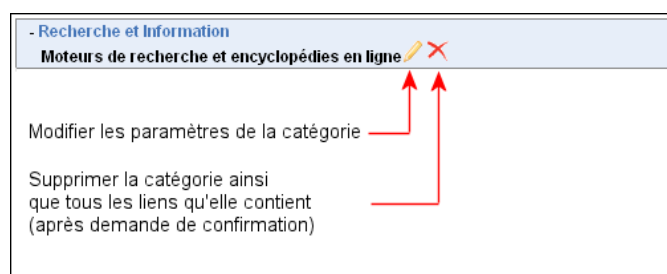 - Recherche et Information
Moteurs de recherche et encyclopédies en ligne
Modifier les paramètres de la catégorie
Supprimer la catégorie ainsi
que tous les liens qu'elle contient
(après demande de confirmation)